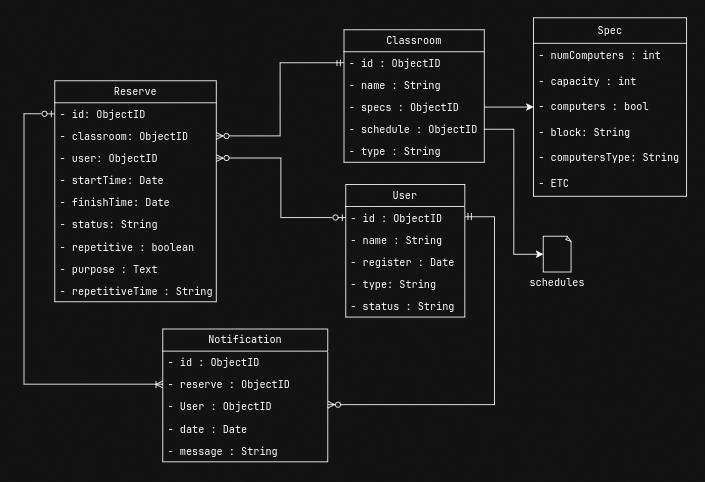 Reserve
- id: ObjectID
- classroom: ObjectID
- user: ObjectID
- startTime: Date
- finishTime: Date
- status: String
- repetitive : boolean
- purpose : Text
- repetitiveTime : String
Classroom
- id : ObjectID
- name : String
- specs : ObjectID
- schedule : ObjectID
- type : String
Spec
- numComputers : int
- capacity : int
- computers : bool
- block: String
- computersType: String
- ETC
User
- id : ObjectID
- name : String
- register : Date
- type: String
- status : String
schedules
Notification
- id : ObjectID
- reserve : ObjectID
- User : ObjectID
- date : Date
- message : String